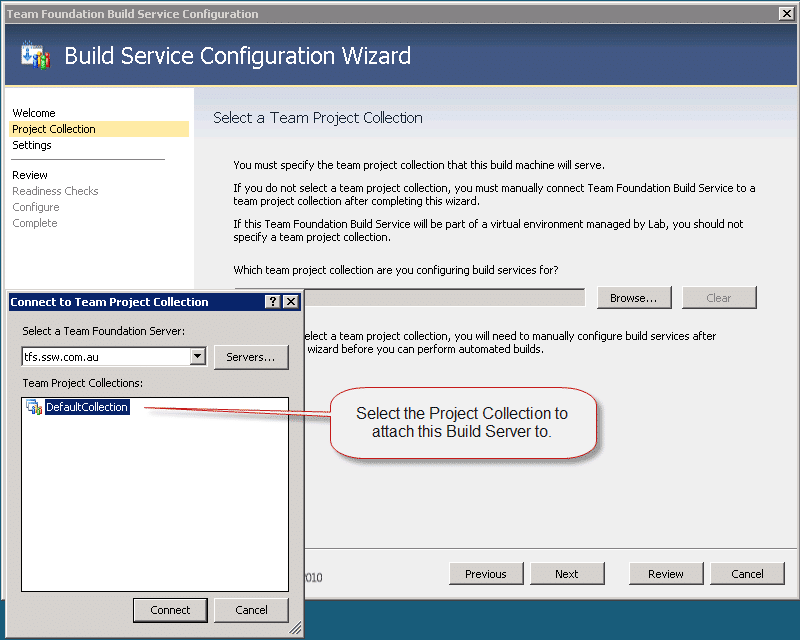 Team Foundation Build Service Configuration
Build Service Configuration Wizard
Welcome
Project Collection
Settings
Review
Readiness Checks
Configure
Complete
Select a Team Project Collection
You must specify the team project collection that this build machine will serve.
If you do not select a team project collection, you must manually connect Team Foundation Build Service to a
team project collection after completing this wizard.
If this Team Foundation Build Service will be part of a virtual environment managed by Lab, you should not
specify a team project collection.
Which team project collection are you configuring build services for?
Browse...
Clear
elect a team project collection, you will need to manually configure build services after
wizard before you can perform automated builds.
Connect to Team Project Collection
?
Select a Team Foundation Server:
tfs.ssw.com.au
Servers...
Team Project Collections:
DefaultCollection
Select the Project Collection to
attach this Build Server to.
Connect
Cancel
2010
Previous
Next
Review
Cancel